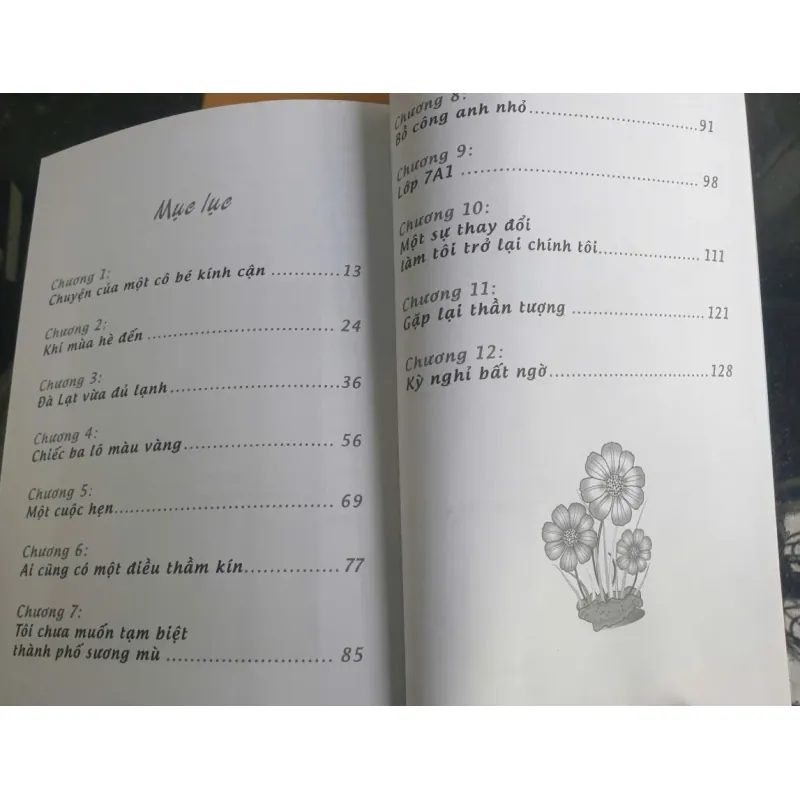 Mục lục
Chương 1:
Chuyện của một cô bé kính cận ............13
Chương 2:
Khi mùa hè đến ........................... 24
Chương 3:
Đà Lạt vừa đủ lạnh.........................36
Chương 4:
Chiếc ba lô màu vàng...................... 56
Chương 5:
Một cuộc hẹn................................ 69
Chương 6:
Ai cũng có một điều thầm kín............... 77
Chương 7:
Tôi chưa muốn tạm biệt
thành phố sương mù ......................... 85
Chương 8:
Bồ công anh nhỏ...........................91
Chương 9:
Lớp 7A1 .................................... 98
Chương 10:
Một sự thay đổi
làm tôi trở lại chính tôi................ 111
Chương 11:
Gặp lại thần tượng ......................121
Chương 12:
Kỳ nghỉ bất ngờ..........................128